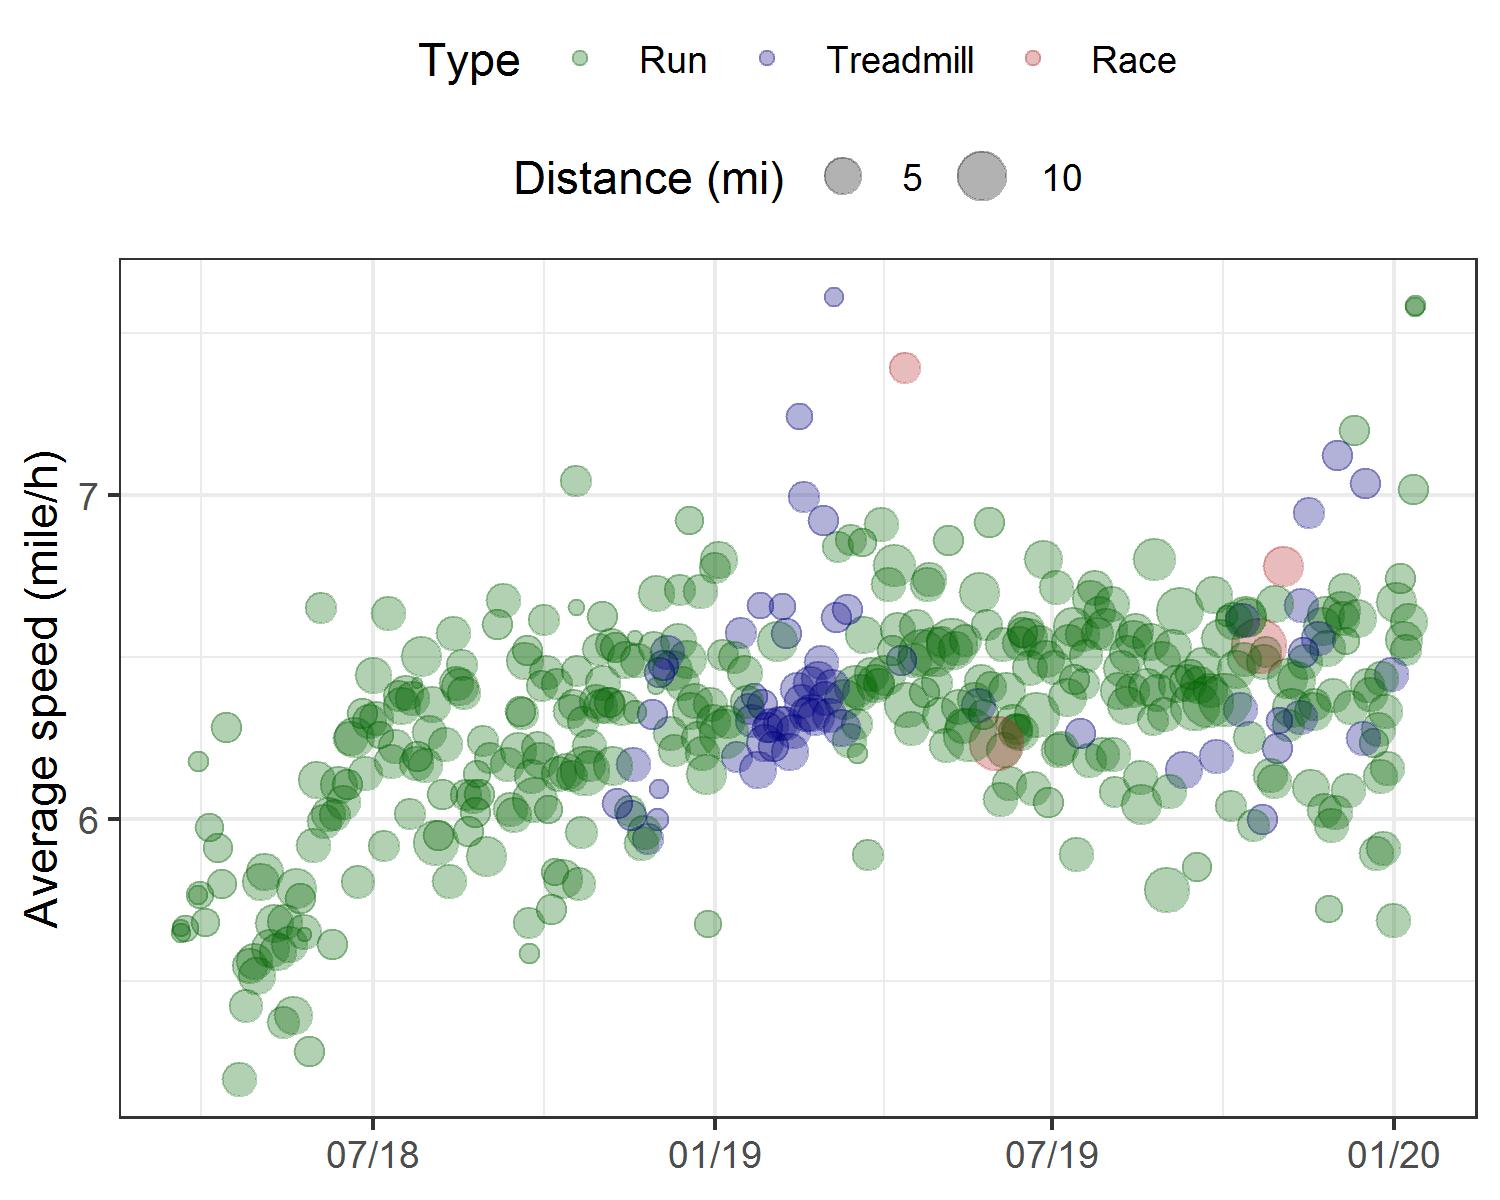 Type Run Treadmill Race
Distance (mi) 5 10
Average speed (mile/h)
7
6
07/18 01/19 07/19 01/20